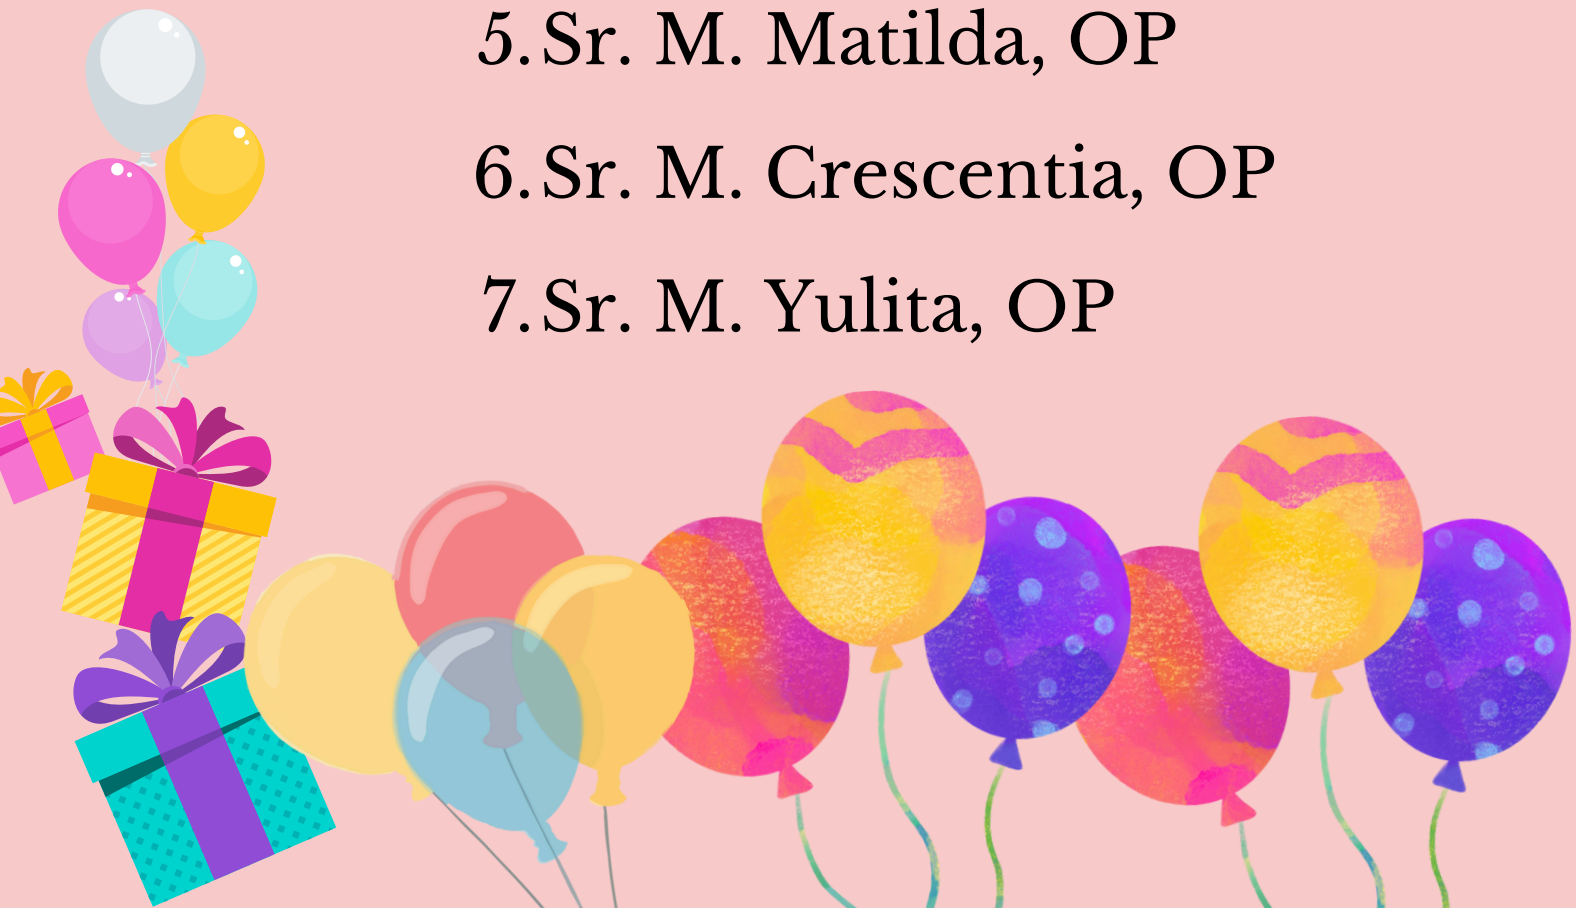 5. Sr. M. Matilda, OP
6. Sr. M. Crescentia, OP
7. Sr. M. Yulita, OP